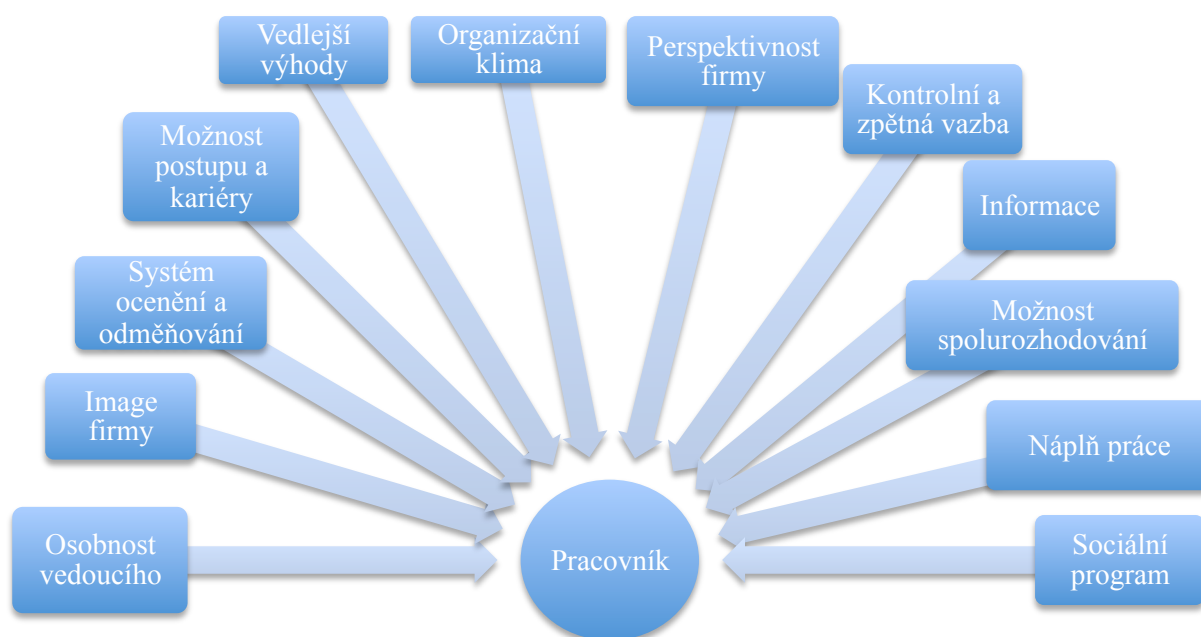 Vedlejší
výhody
Organizační
klima
Perspektivnost
firmy
Kontrolní a
zpětná vazba
Možnost
postupu a
kariéry
Informace
Systém
ocenění a
odměňování
Možnost
spolurozhodování
Image
firmy
Náplň práce
Osobnost
vedoucího
Pracovník
Sociální
program